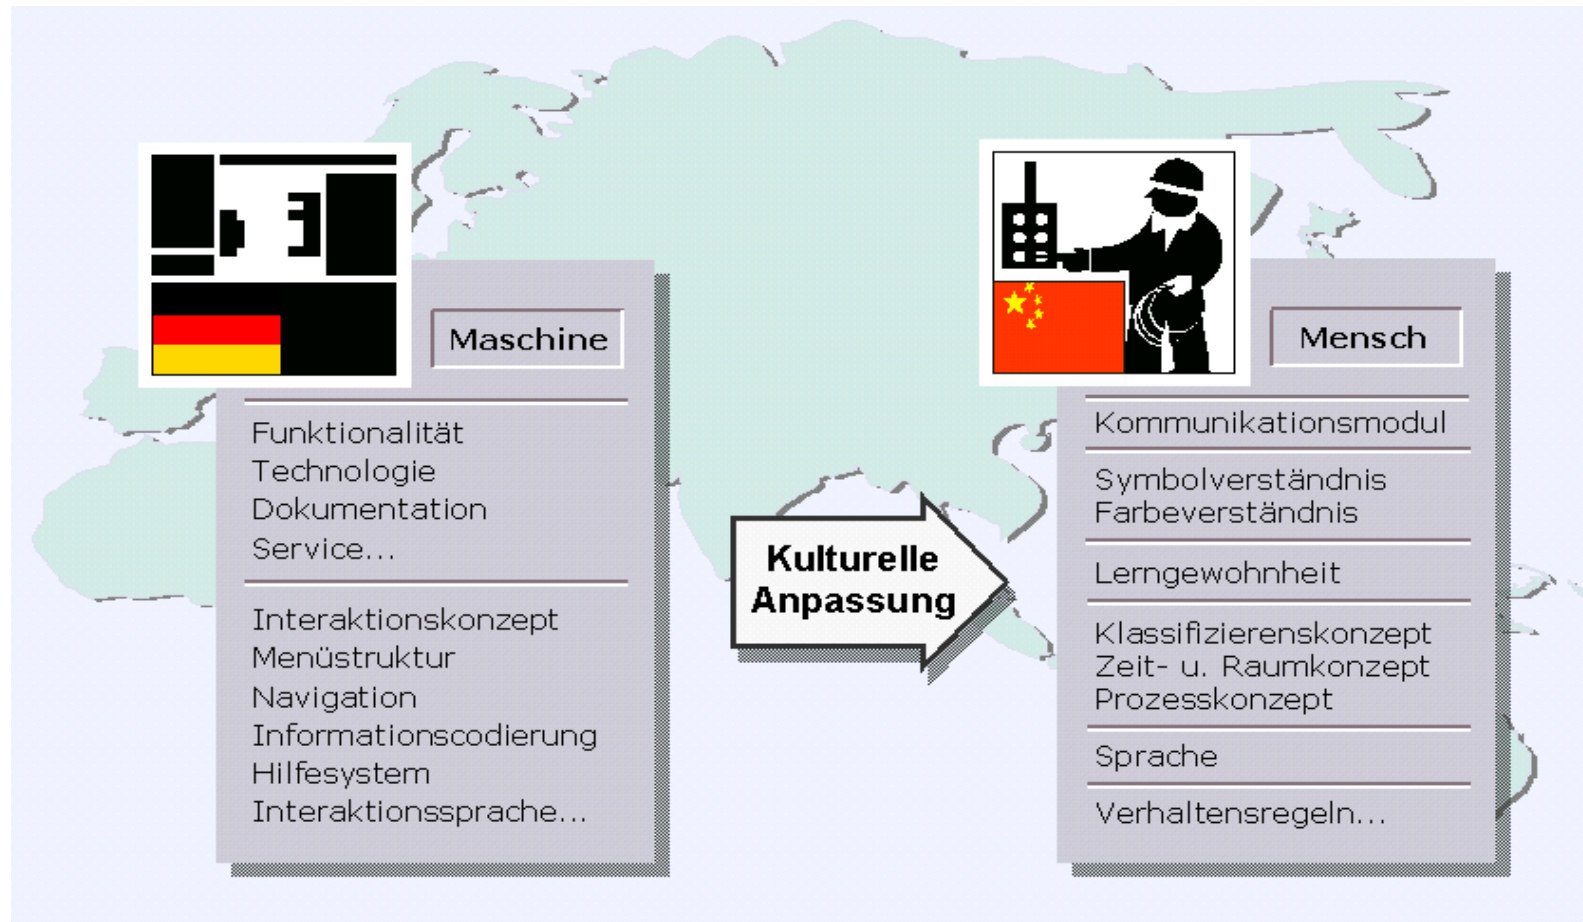 Maschine
Funktionalität
Technologie
Dokumentation
Service...
Interaktionskonzept
Menüstruktur
Navigation
Informationscodierung
Hilfesystem
Interaktionssprache...
Kulturelle
Anpassung
Mensch
Kommunikationsmodul
Symbolverständnis
Farbeverständnis
Lerngewohnheit
Klassifizierenskonzept
Zeit- u. Raumkonzept
Prozesskonzept
Sprache
Verhaltensregeln...